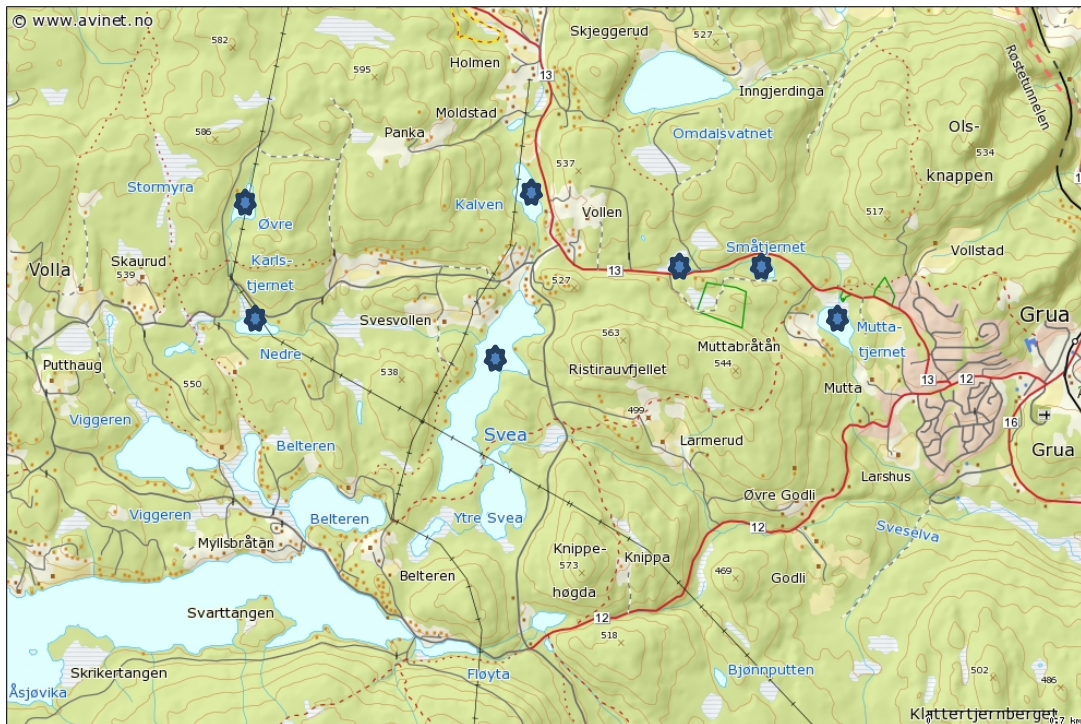 © www.avinet.no
582
595
Holmen
Moldstad
Panka
586
13
Skjeggerud
527
Inngjerdinga
Omdalsvatnet
Røstetunnelen
Ols-
knappen
534
Stormyra
Øvre
Karls-
tjernet
Kalven
537
Vollen
517
Vollstad
Volla
Skaurud
539
Småtjernet
13
527
Svesvollen
Nedre
563
Ristirauvfjellet
Muttabråtån
544
Mutta-
tjernet
Grua
Putthaug
550
538
Mutta
13
12
Viggeren
499
Svea
Larmerud
16
Belteren
Grua
Larshus
Viggeren
Belteren
Ytre Svea
Øvre Godli
12
Sveselva
Myllsbråtån
Belteren
Knippe-
høgda
573
Knippa
469
Godli
Svarttangen
12
518
Skrikertangen
Fløyta
Bjønnputten
502
486
Åsjøvika
Klattertjernberget